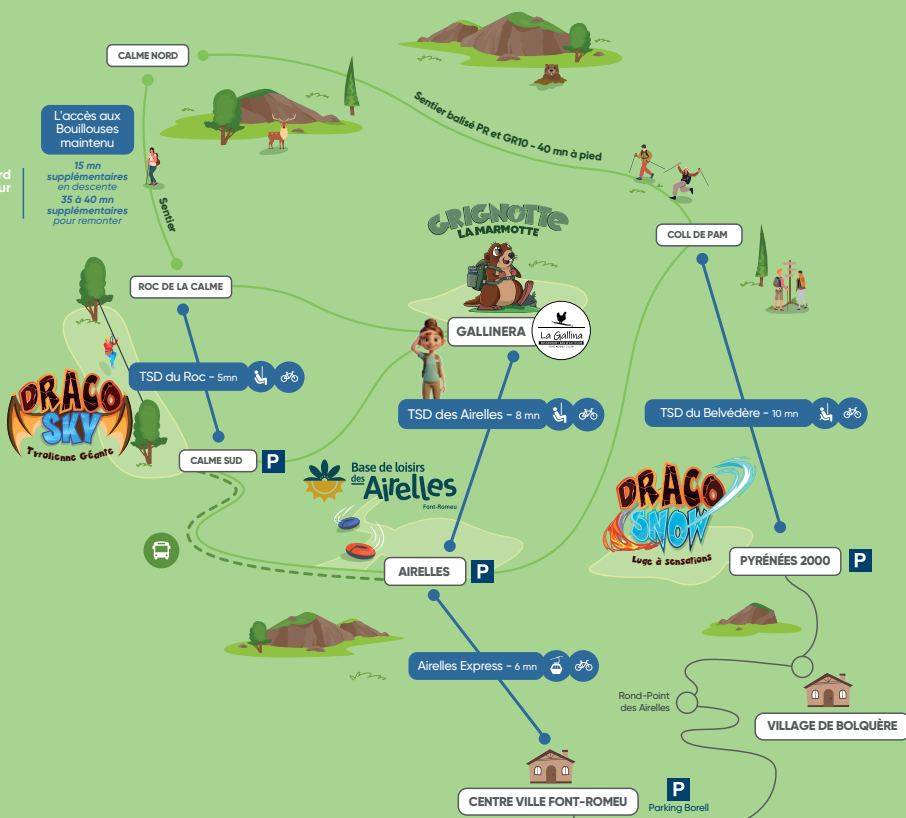 CALME NORD
L'accès aux
Bouillouses
maintenu
15 mn
supplémentaires
en descente
35 à 40 mn
supplémentaires
pour remonter
rd
ur
Sentier
Sentier balisé PR et GR10 - 40 mn à pied
GRIGNOTTE
LA MARMOTTE
COLL DE PAM
ROC DE LA CALME
GALLINERA
La Gallina
TSD du Roc - 5mn
DRACO
SKY
Tyrolienne Géante
TSD des Airelles - 8 mn
TSD du Belvédère - 10 mn
CALME SUD
P
Base de loisirs
des Airelles
Font-Romeu
DRACO
SNOW
Luge à sensations
AIRELLES
P
PYRÉNÉES 2000
P
Airelles Express - 6 mn
Rond-Point
des Airelles
VILLAGE DE BOLQUÈRE
CENTRE VILLE FONT-ROMEU
P
Parking Borell